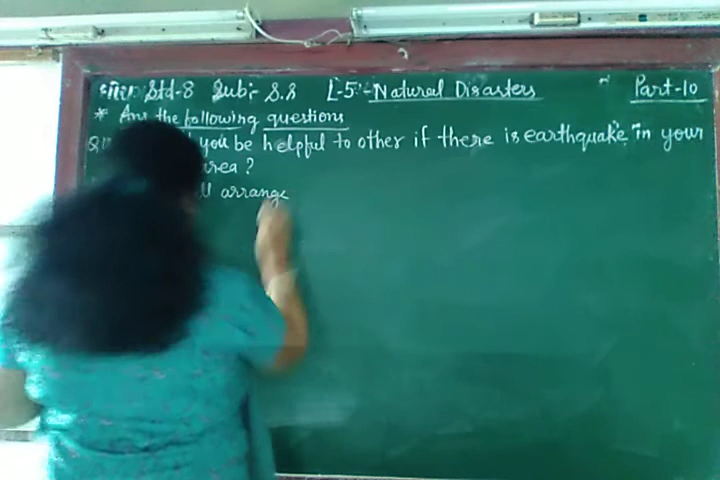 Std-8 Sub:- S.S L-5:- Natural Disasters Part-10
* Ans the following questions
you be helpful to other if there is "earthquake" in your
area?
arrange